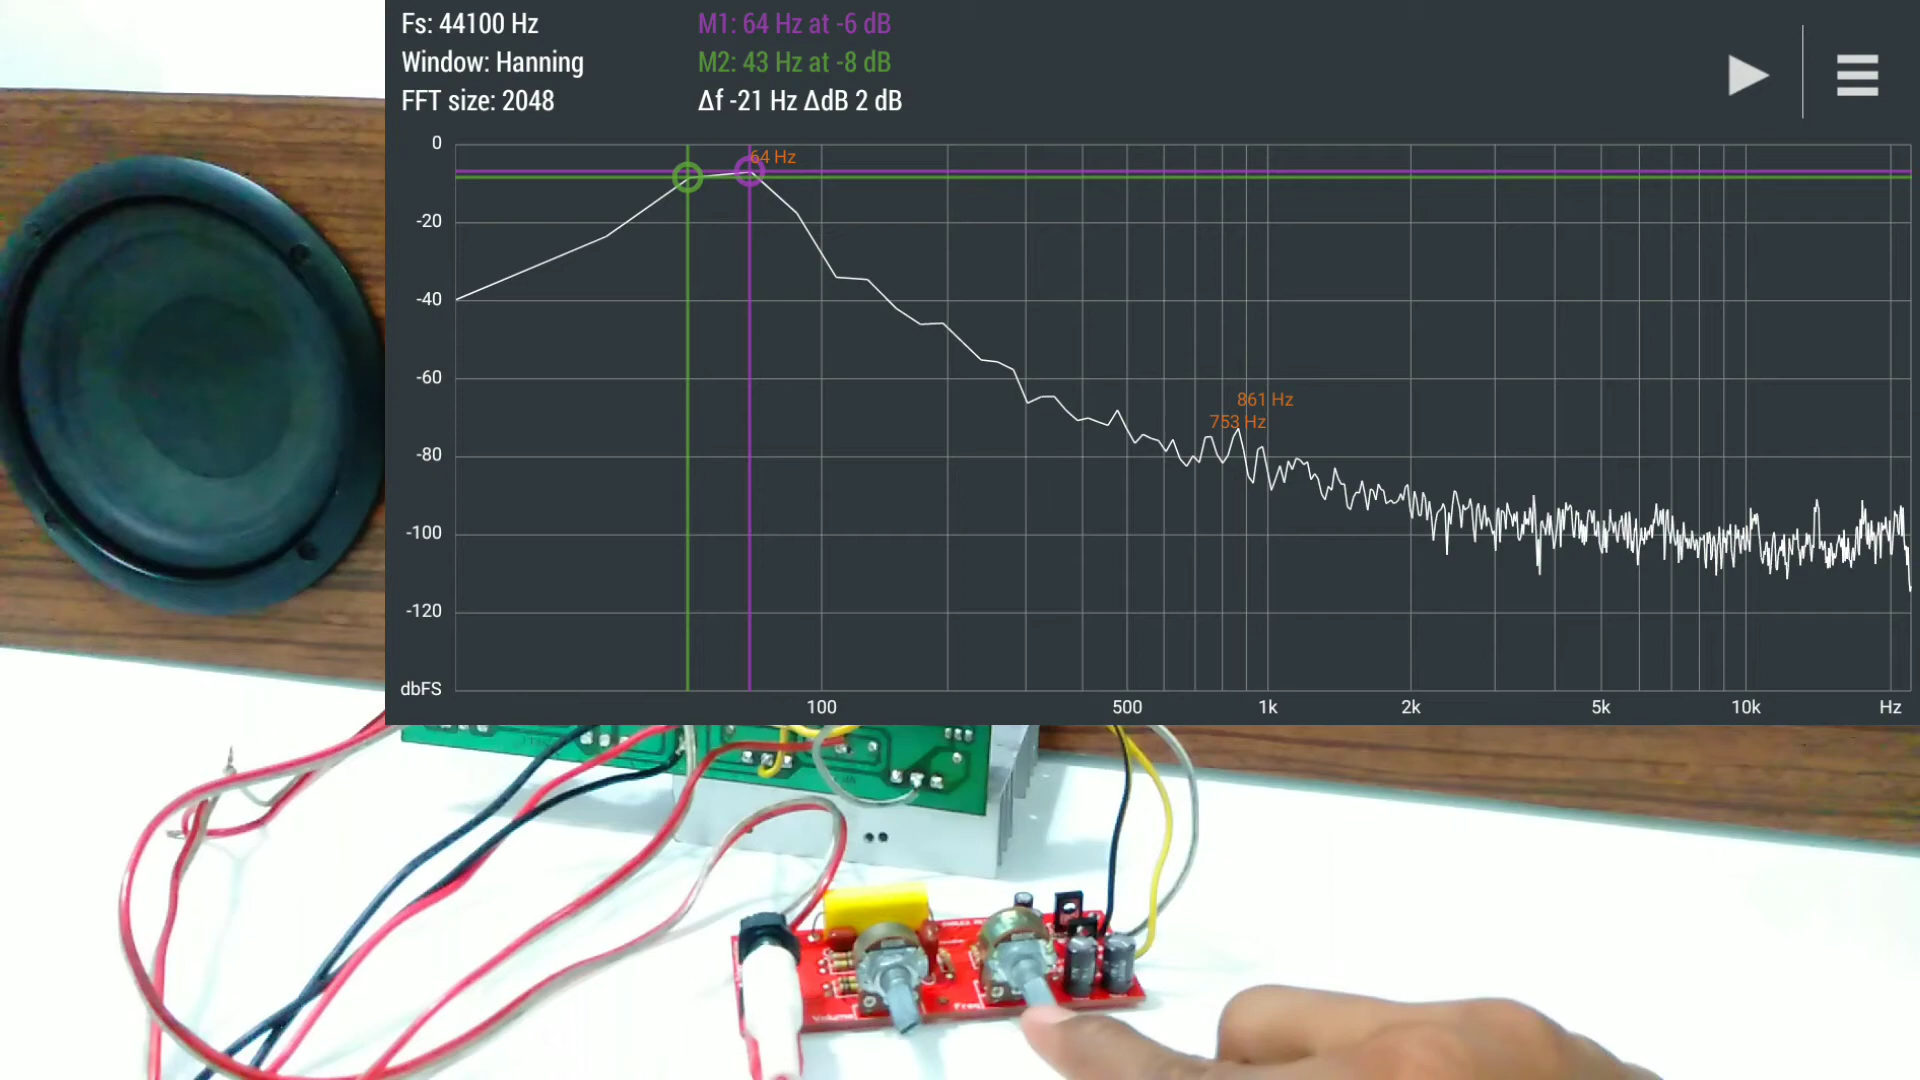 Fs: 44100 Hz
Window: Hanning
FFT size: 2048
M1: 64 Hz at -6 dB
M2: 43 Hz at -8 dB
Δf -21 Hz ΔdB 2 dB
64 Hz
861 Hz
753 Hz
0
-20
-40
-60
-80
-100
-120
dbFS
100
500
1k
2k
5k
10k
Hz
Volume
Freq